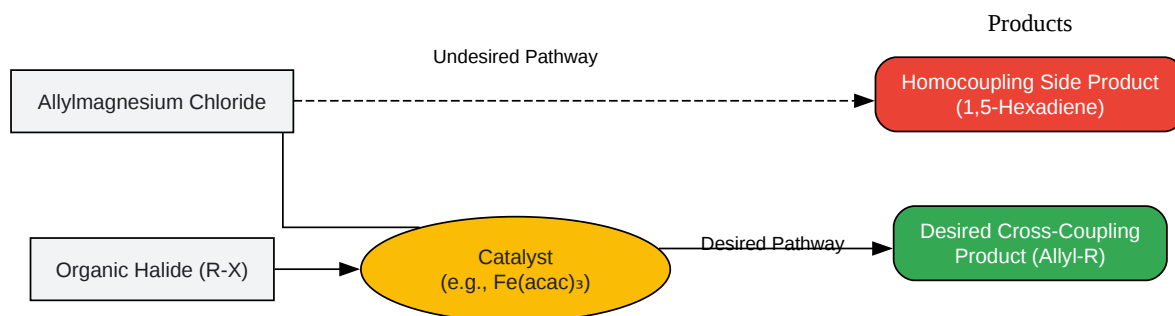 Products
Undesired Pathway
Allylmagnesium Chloride
Homocoupling Side Product
(1,5-Hexadiene)
Organic Halide (R-X)
Catalyst
(e.g., Fe(acac)₃)
Desired Pathway
Desired Cross-Coupling
Product (Allyl-R)